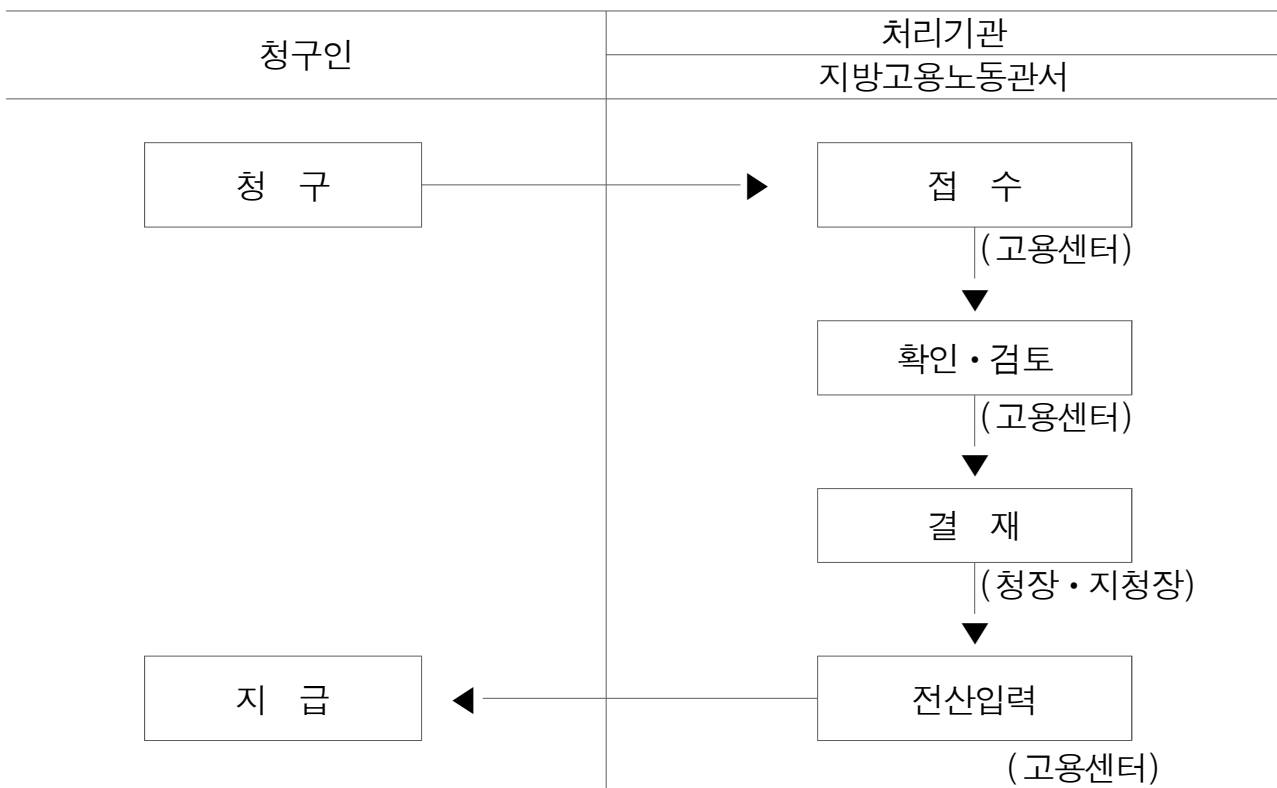 청구인
처리기관
지방고용노동관서
청 구
접 수
(고용센터)
확인・검토
(고용센터)
결 재
(청장・지청장)
지 급
전산입력
(고용센터)